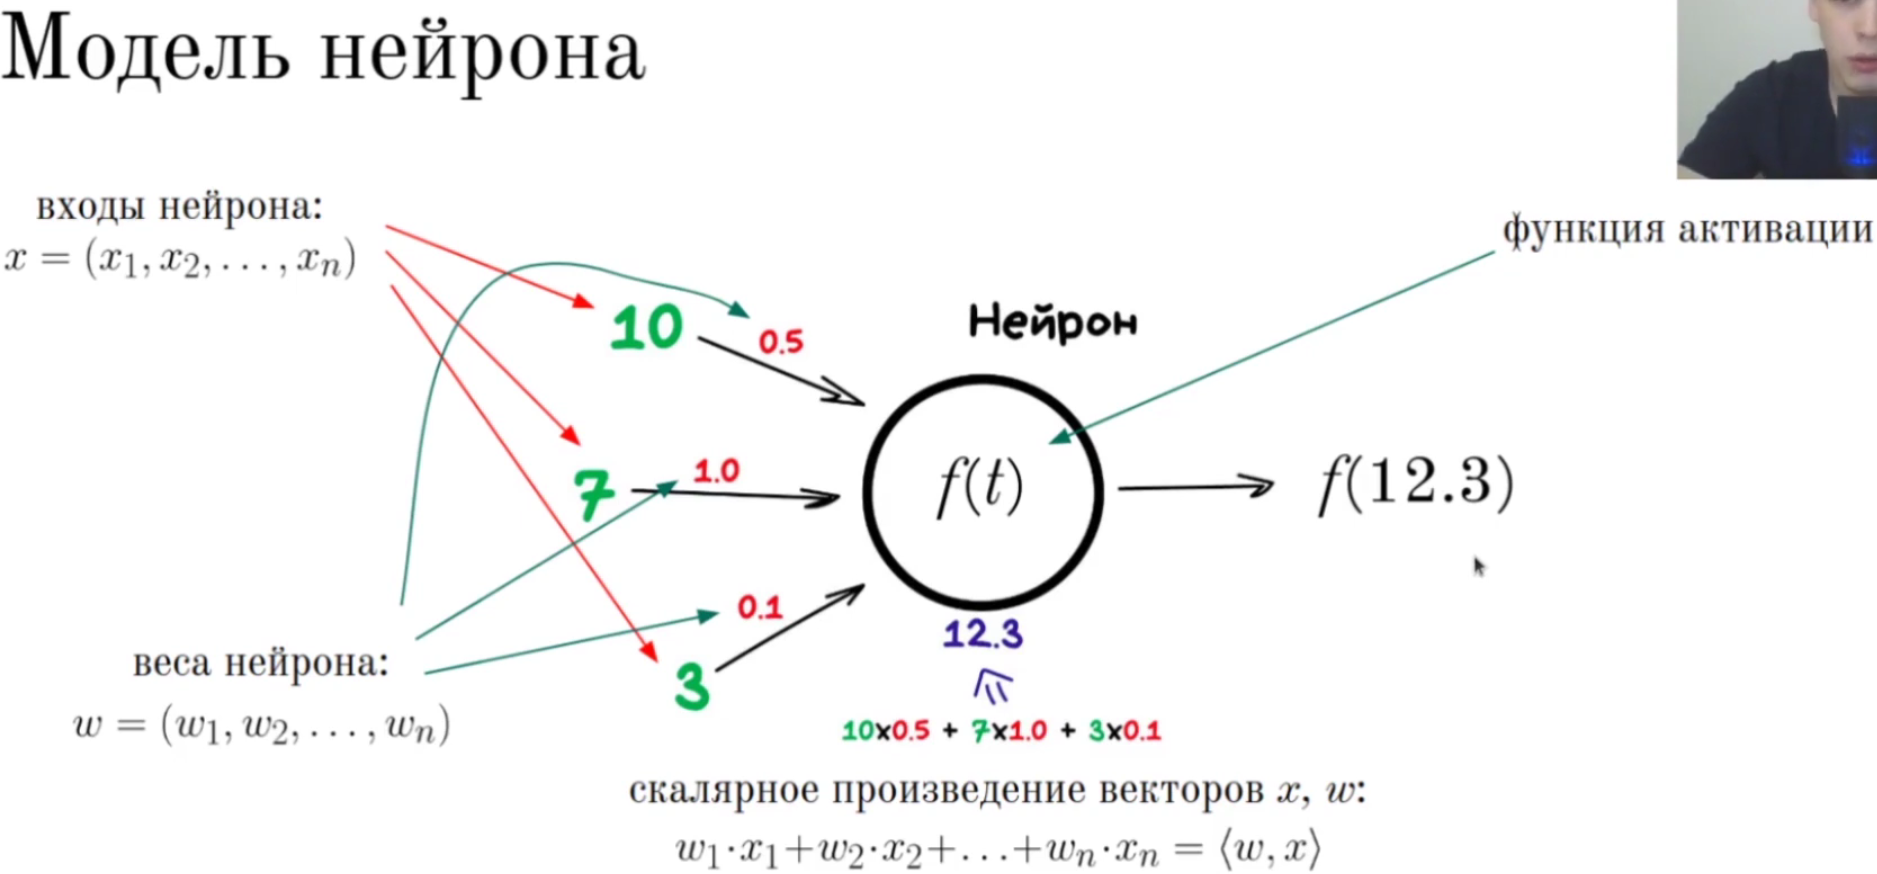 Модель нейрона
входы нейрона:
x = (x₁, x₂, . . . , xₙ)
функция активации
10
0.5
Нейрон
7
1.0
f(t)
f(12.3)
0.1
3
12.3
веса нейрона:
w = (w₁, w₂, . . . , wₙ)
10x0.5 + 7x1.0 + 3x0.1
скалярное произведение векторов x, w:
w₁·x₁+w₂·x₂+. . .+wₙ·xₙ = ⟨w, x⟩